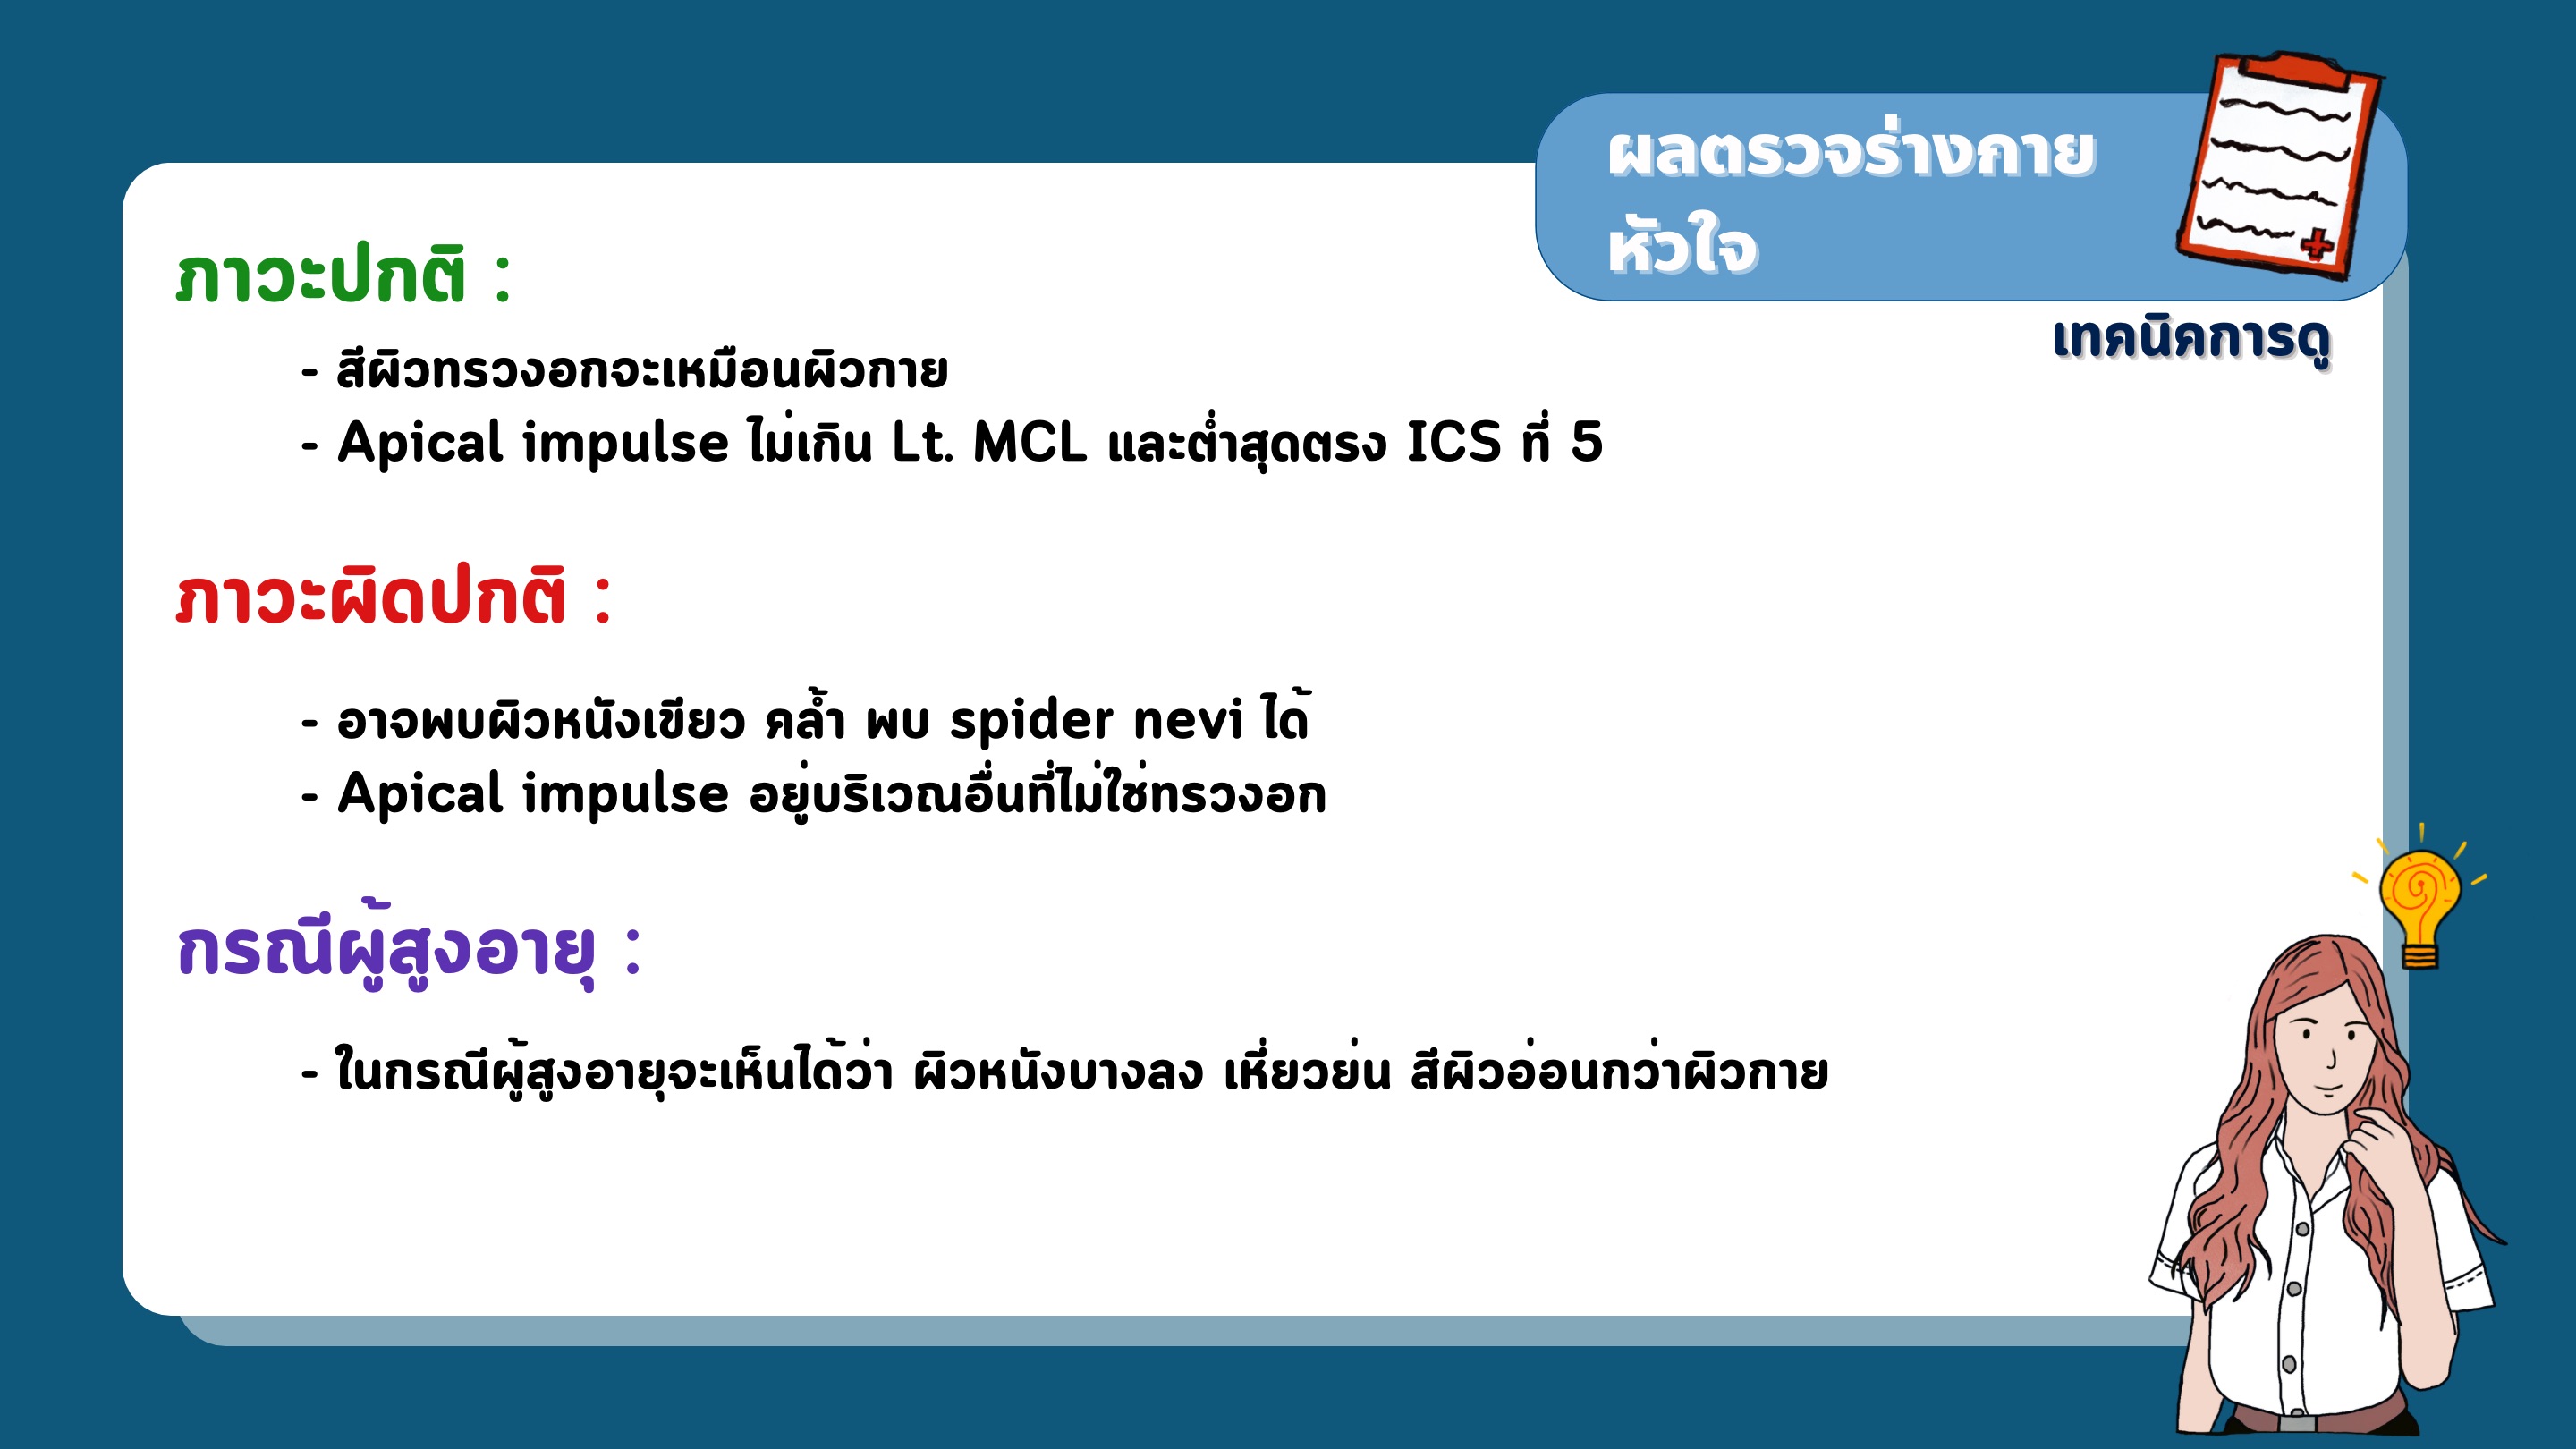 ผลตรวจร่างกาย
หัวใจ
เทคนิคการดู
ภาวะปกติ :
- สีผิวทรวงอกจะเหมือนผิวกาย
- Apical impulse ไม่เกิน Lt. MCL และต่ำสุดตรง ICS ที่ 5
ภาวะผิดปกติ :
- อาจพบผิวหนังเขียว คล้ำ พบ spider nevi ได้
- Apical impulse อยู่บริเวณอื่นที่ไม่ใช่ทรวงอก
กรณีผู้สูงอายุ :
- ในกรณีผู้สูงอายุจะเห็นได้ว่า ผิวหนังบางลง เหี่ยวย่น สีผิวอ่อนกว่าผิวกาย